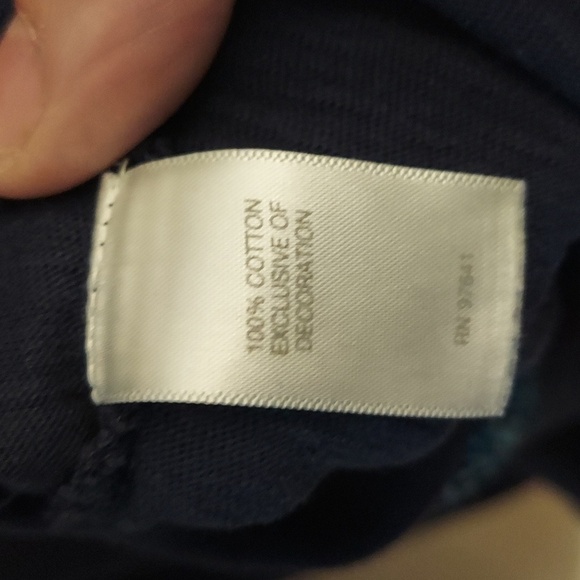 100% COTTON
EXCLUSIVE OF
DECORATION
RN 97841